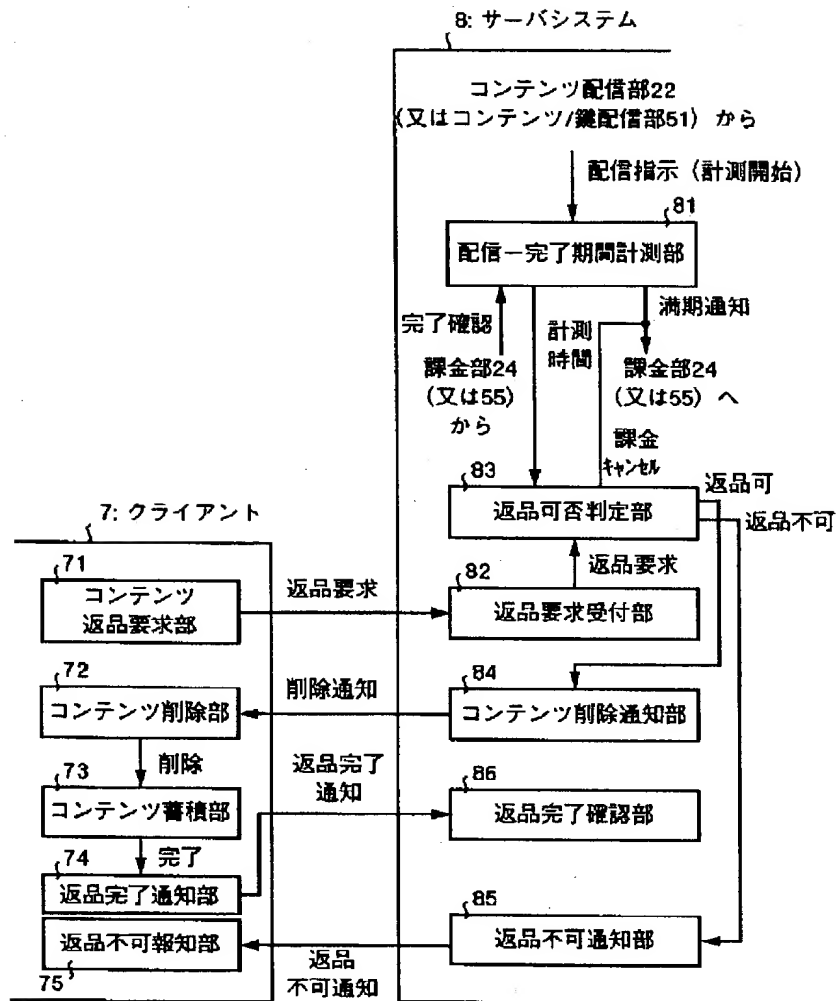 8: サーバシステム
コンテンツ配信部22
(又はコンテンツ/鍵配信部51) から
配信指示 (計測開始)
81
配信ー完了期間計測部
満期通知
完了確認
計測
時間
課金部24
(又は55)
から
課金部24
(又は55) へ
課金
キャンセル
83
返品可
返品可否判定部
返品不可
7: クライアント
71
コンテンツ
返品要求部
返品要求
82
返品要求
返品要求受付部
72
コンテンツ削除部
削除通知
84
コンテンツ削除通知部
削除
73
コンテンツ蓄積部
返品完了
通知
86
返品完了確認部
完了
74
返品完了通知部
85
返品不可通知部
返品不可報知部
75
返品
不可通知